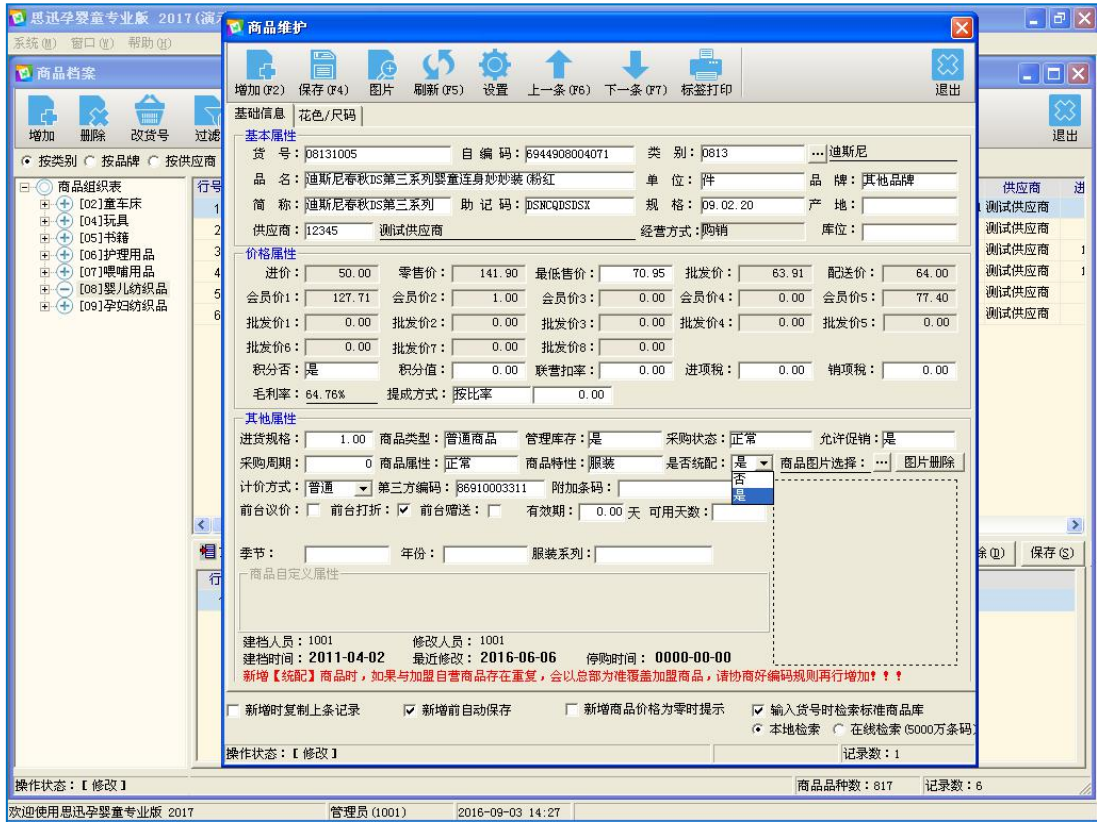 思迅孕婴童专业版 2017(演示
系统(M) 窗口(W) 帮助(H)
商品档案
增加 删除 改货号 过滤 退出
按类别 按品牌 按供应商
商品组织表
[02]童车床
[04]玩具
[05]书籍
[06]护理用品
[07]喂哺用品
[08]婴儿纺织品
[09]孕妇纺织品
行号
1
2
3
4
5
6
供应商 进
测试供应商
测试供应商
测试供应商 1
测试供应商 1
测试供应商
测试供应商
除(D) 保存(S)
行
商品维护
增加(F2) 保存(F4) 图片 刷新(F5) 设置 上一条(F6) 下一条(F7) 标签打印 退出
基础信息 花色/尺码
基本属性
货 号：08131005 自编码：6944908004071 类 别：0813 ... 迪斯尼
品 名：迪斯尼春秋DS第三系列婴童连身妙妙装(粉红 单 位：件 品 牌：其他品牌
简 称：迪斯尼春秋DS第三系列 助记码：DSNCQDSDSX 规 格：09.02.20 产 地：
供应商：12345 测试供应商 经营方式：购销 库位：
价格属性
进价：50.00 零售价：141.90 最低售价：70.95 批发价：63.91 配送价：64.00
会员价1：127.71 会员价2：1.00 会员价3：0.00 会员价4：0.00 会员价5：77.40
批发价1：0.00 批发价2：0.00 批发价3：0.00 批发价4：0.00 批发价5：0.00
批发价6：0.00 批发价7：0.00 批发价8：0.00
积分否：是 积分值：0.00 联营扣率：0.00 进项税：0.00 销项税：0.00
毛利率：64.76% 提成方式：按比率 0.00
其他属性
进货规格：1.00 商品类型：普通商品 管理库存：是 采购状态：正常 允许促销：是
采购周期：0 商品属性：正常 商品特性：服装 是否统配：是 商品图片选择：... 图片删除
否
是
计价方式：普通 第三方编码：86910003311 附加条码：
前台议价： 前台打折： 前台赠送： 有效期：0.00 天 可用天数：
季节： 年份： 服装系列：
商品自定义属性
建档人员：1001 修改人员：1001
建档时间：2011-04-02 最近修改：2016-06-06 停购时间：0000-00-00
新增【统配】商品时，如果与加盟自营商品存在重复，会以总部为准覆盖加盟商品，请协商好编码规则再行增加！！！
新增时复制上条记录 新增前自动保存 新增商品价格为零时提示 输入货号时检索标准商品库
本地检索 在线检索(5000万条码)
操作状态：【修改】 记录数：1
操作状态：【修改】 商品品种数：817 记录数：6
欢迎使用思迅孕婴童专业版 2017 管理员(1001) 2016-09-03 14:27